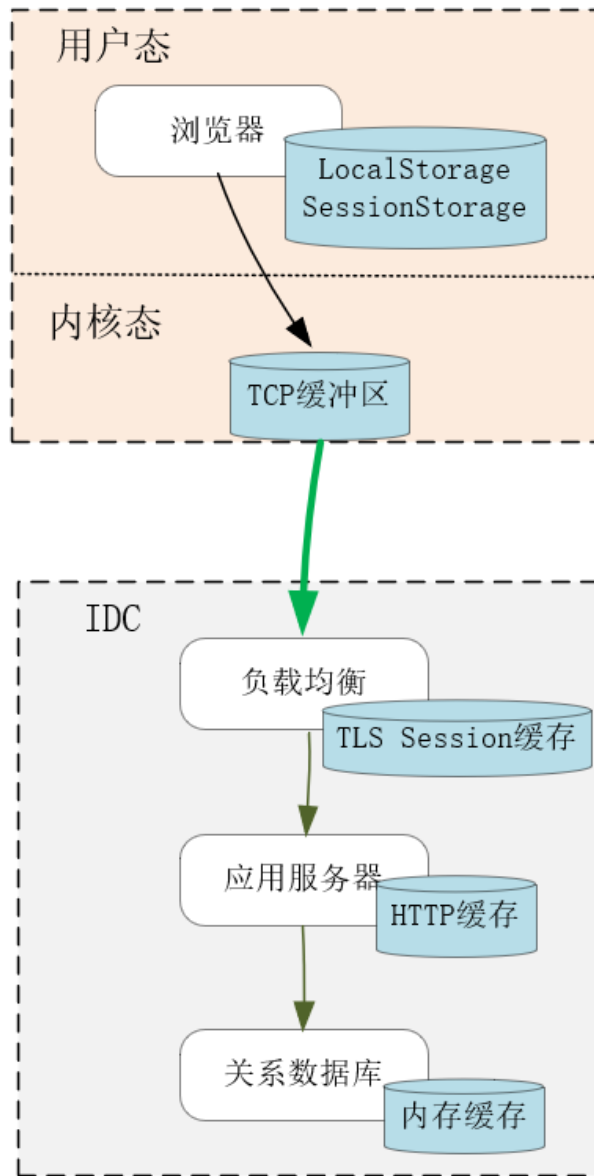 用户态
浏览器
LocalStorage
SessionStorage
内核态
TCP缓冲区
IDC
负载均衡
TLS Session缓存
应用服务器
HTTP缓存
关系数据库
内存缓存